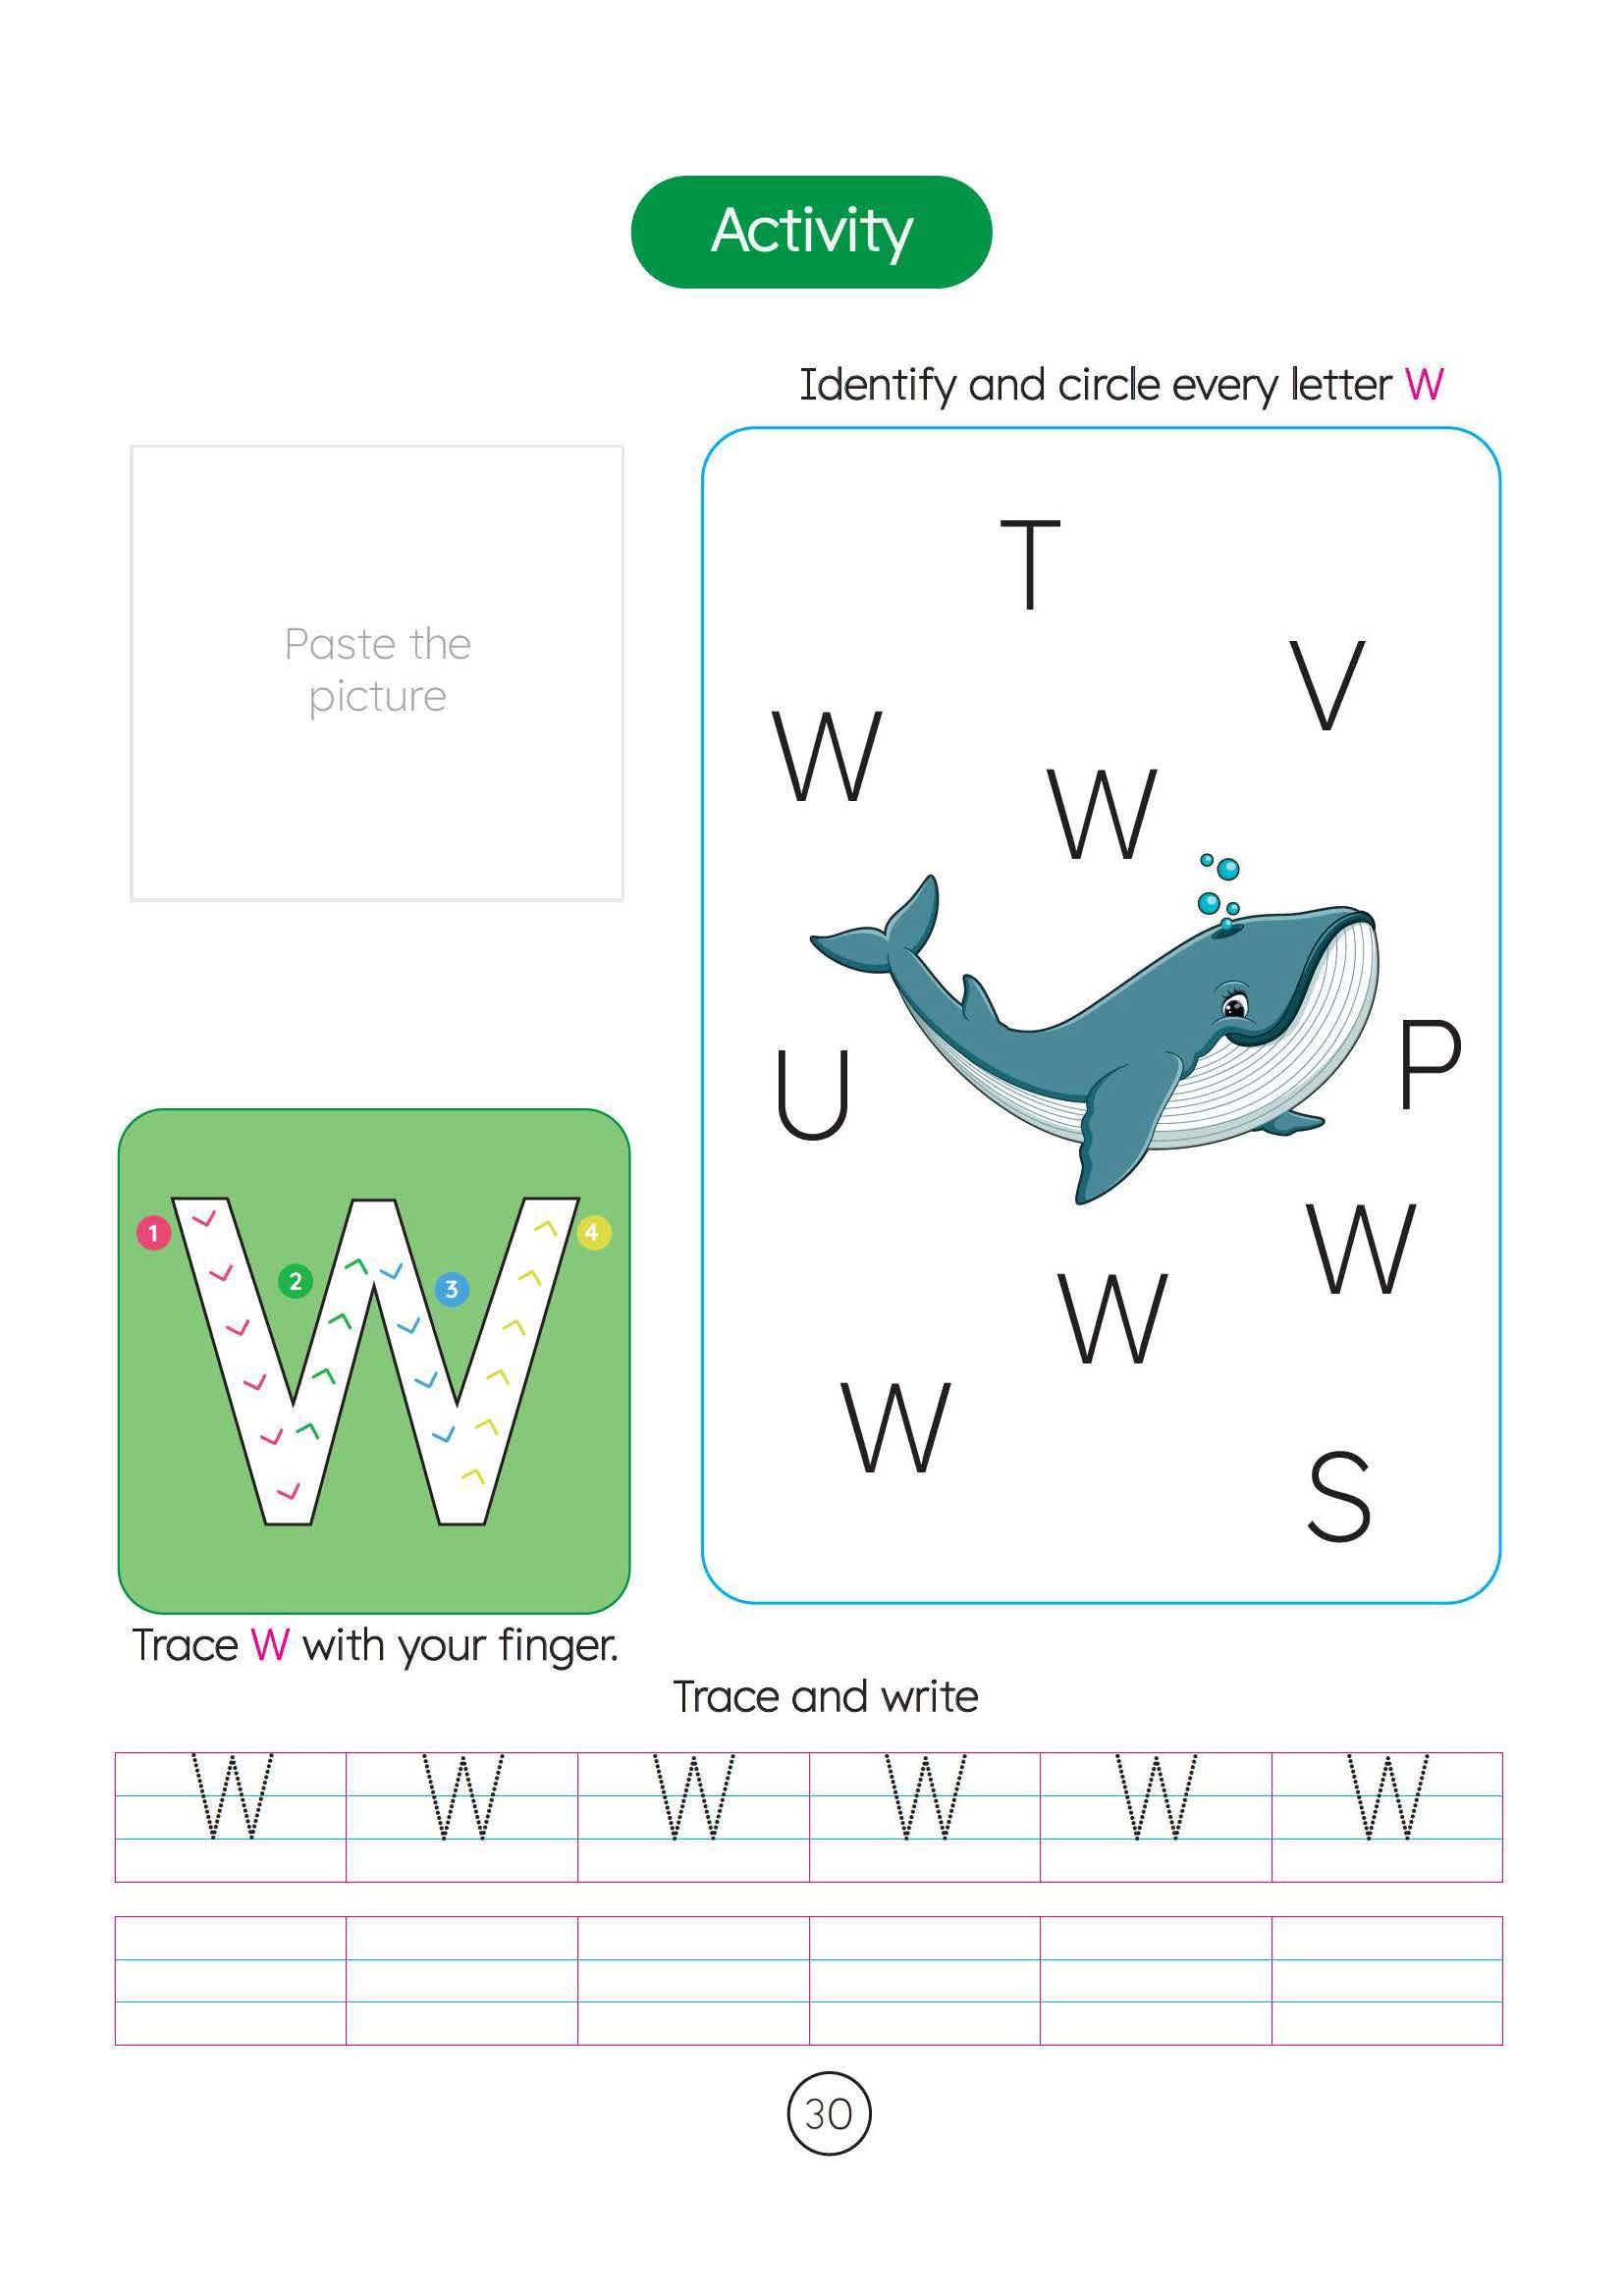 Activity
Identify and circle every letter W
Paste the
picture
T
V
W
W
U
P
W
W
W
S
1
2
3
4
Trace W with your finger.
Trace and write
W W W W W W
30